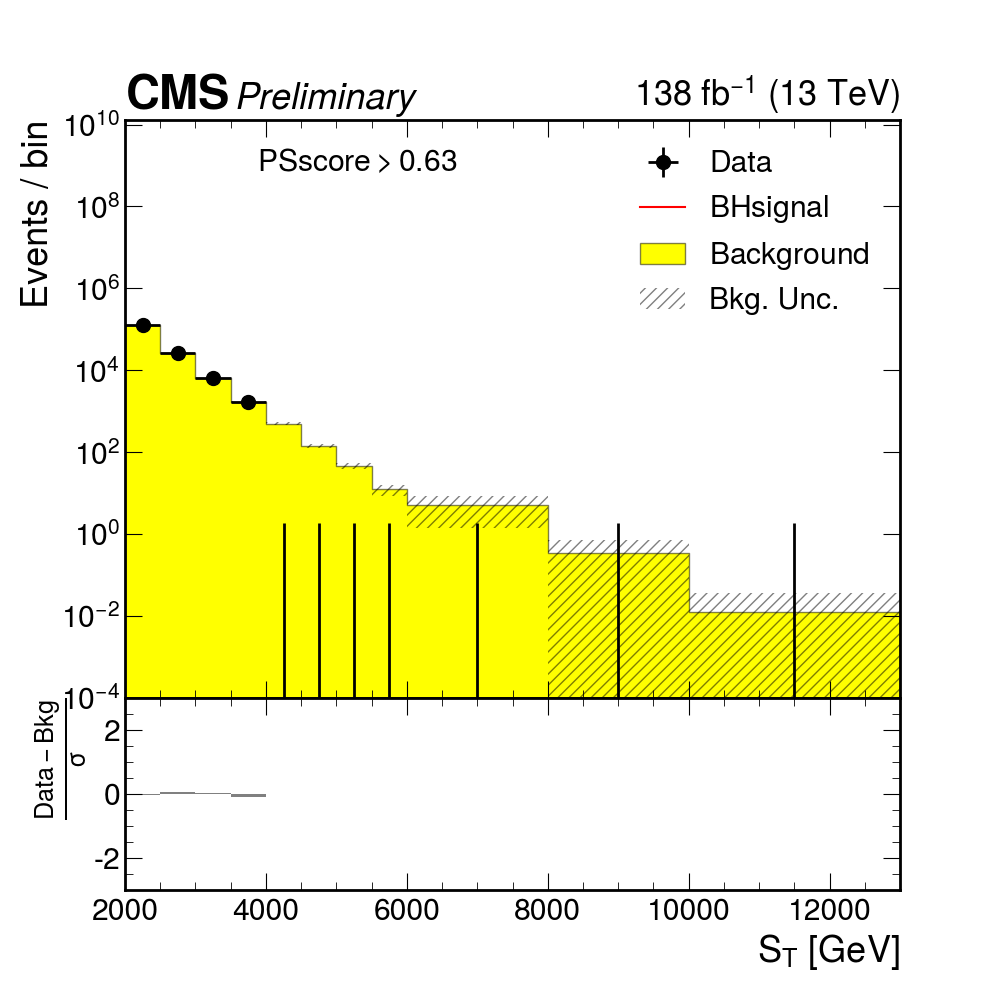 CMS Preliminary 138 fb⁻¹ (13 TeV)
Events / bin
PSscore > 0.63
Data
BHsignal
Background
Bkg. Unc.
10¹⁰
10⁸
10⁶
10⁴
10²
10⁰
10⁻²
10⁻⁴
Data − Bkg
σ
2
0
-2
2000 4000 6000 8000 10000 12000
S_T [GeV]